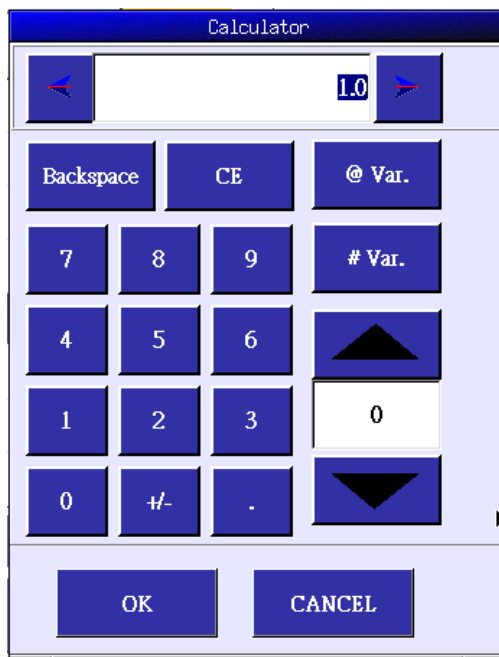 Calculator
1.0
Backspace CE @ Var.
7 8 9 # Var.
4 5 6
1 2 3 0
0 +/- .
OK CANCEL